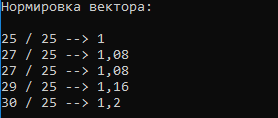 Нормировка вектора:
25 / 25 --> 1
27 / 25 --> 1,08
27 / 25 --> 1,08
29 / 25 --> 1,16
30 / 25 --> 1,2